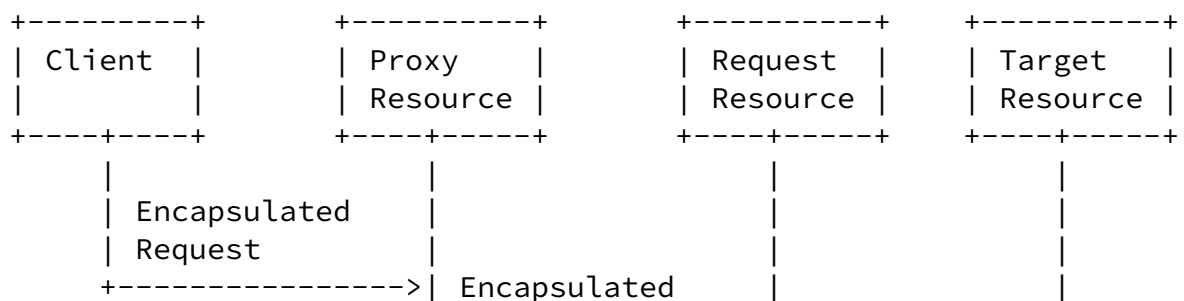 +---------+        +----------+         +----------+     +----------+
| Client  |        | Proxy    |         | Request  |     | Target   |
|         |        | Resource |         | Resource |     | Resource |
+----+----+        +----+-----+         +----+-----+     +----+-----+
     |                  |                    |                |
     | Encapsulated     |                    |                |
     | Request          |                    |                |
     +----------------->| Encapsulated       |                |